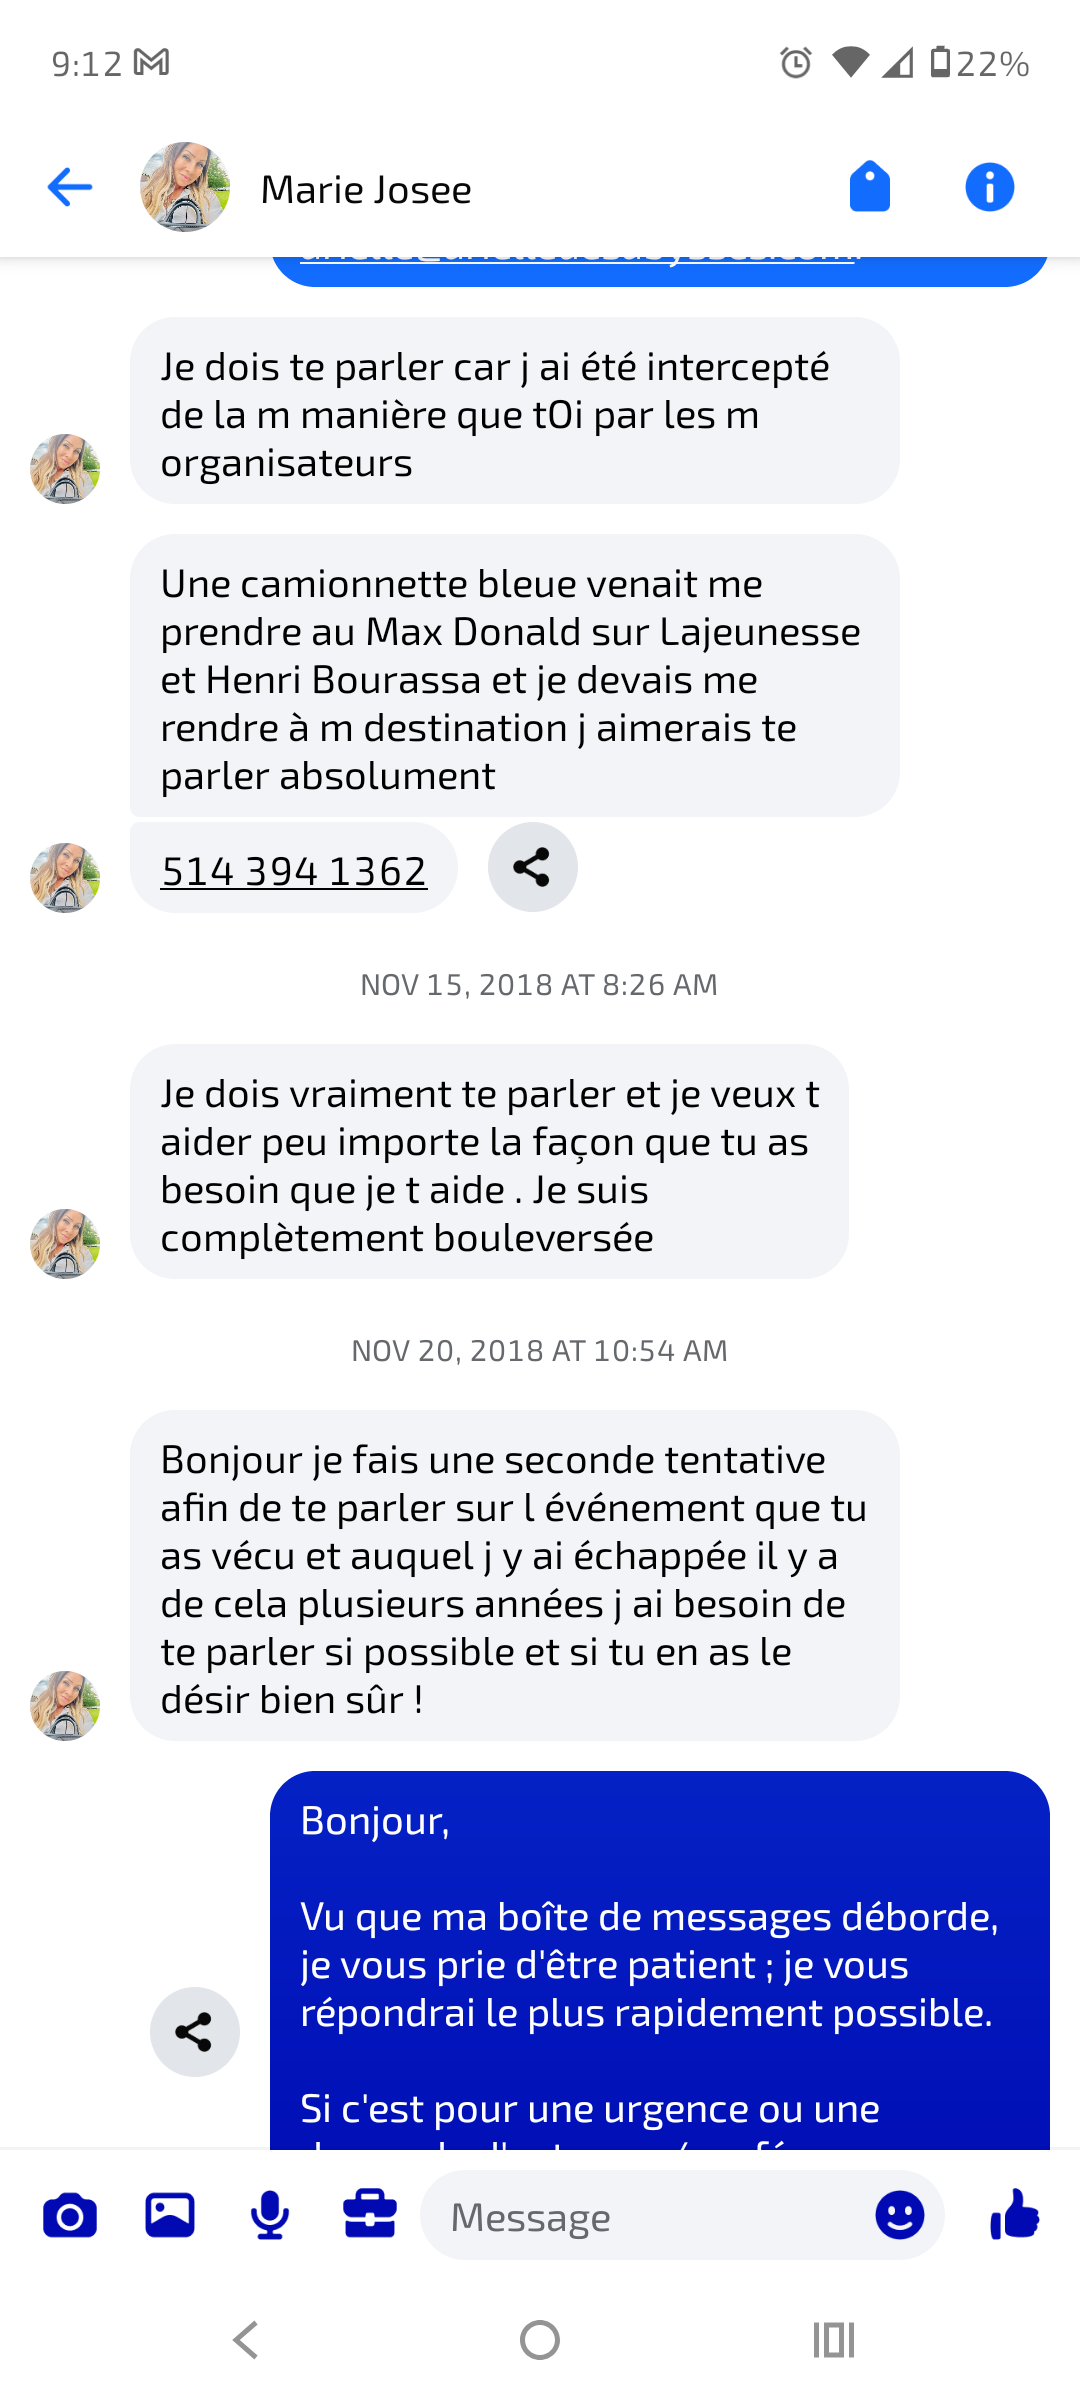 9:12
22%
Marie Josee
Je dois te parler car j ai été intercepté
de la m manière que tOi par les m
organisateurs
Une camionnette bleue venait me
prendre au Max Donald sur Lajeunesse
et Henri Bourassa et je devais me
rendre à m destination j aimerais te
parler absolument
514 394 1362
NOV 15, 2018 AT 8:26 AM
Je dois vraiment te parler et je veux t
aider peu importe la façon que tu as
besoin que je t aide . Je suis
complètement bouleversée
NOV 20, 2018 AT 10:54 AM
Bonjour je fais une seconde tentative
afin de te parler sur l événement que tu
as vécu et auquel j y ai échappée il y a
de cela plusieurs années j ai besoin de
te parler si possible et si tu en as le
désir bien sûr !
Bonjour,
Vu que ma boîte de messages déborde,
je vous prie d'être patient ; je vous
répondrai le plus rapidement possible.
Si c'est pour une urgence ou une
Message